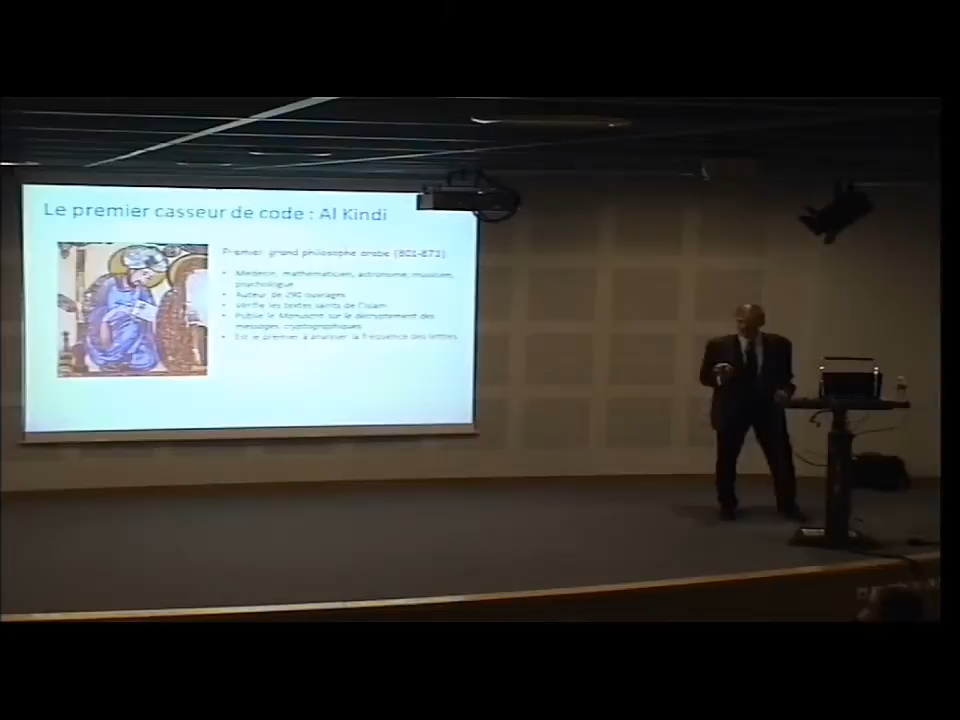 Le premier casseur de code : Al Kindi
Premier grand philosophe arabe (801-873)
• Médecin, mathématicien, astronome, musicien,
psychologue
• Auteur de 290 ouvrages
• Vérifie les textes saints de l'Islam
• Publie le Manuscrit sur le décryptement des
messages cryptographiques
• Est le premier à analyser la fréquence des lettres